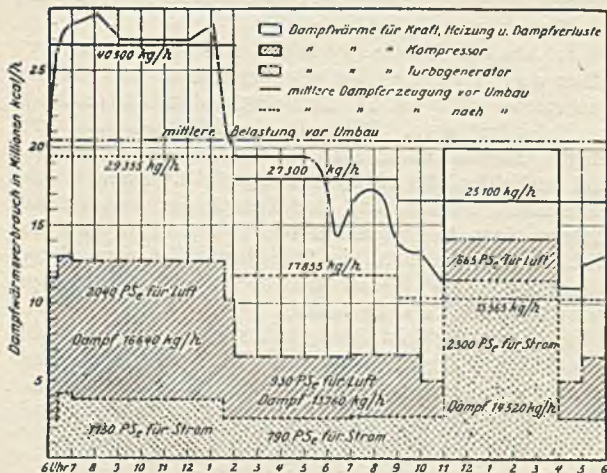 Dampfwärmeverbrauch in Millionen kcal/h
25
20
15
10
5
Dampfwärme für Kraft, Heizung u. Dampfverluste
" " " Kompressor
" " " Turbogenerator
mittlere Dampferzeugung vor Umbau
" " nach "
40500 kg/h
mittlere Belastung vor Umbau
29355 kg/h
27300 kg/h
25100 kg/h
17855 kg/h
665 PSe für Luft
kg/h
2040 PSe für Luft
Dampf 16640 kg/h
2300 PSe für Strom
930 PSe für Luft
Dampf 13760 kg/h
Dampf 14520 kg/h
1130 PSe für Strom
790 PSe für Strom
6 Uhr 7 8 9 10 11 12 1 2 3 4 5 6 7 8 9 10 11 12 1 2 3 4 5 6